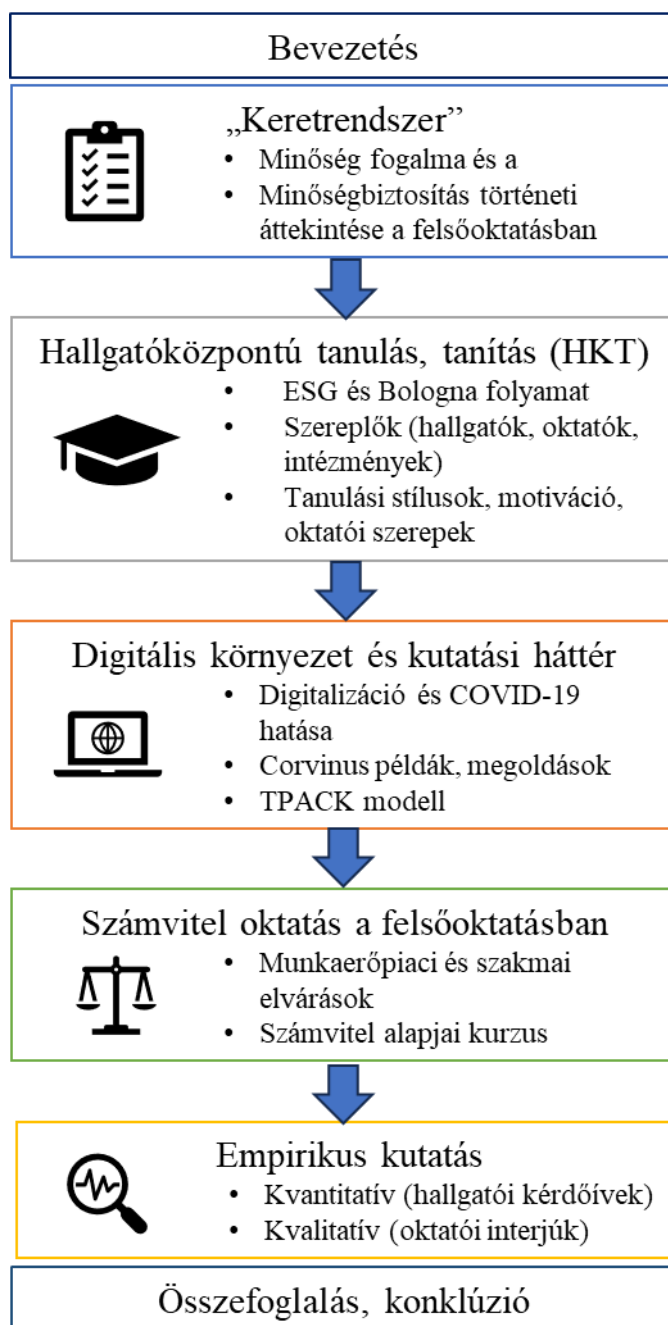 Bevezetés
„Keretrendszer”
• Minőség fogalma és a
• Minőségbiztosítás történeti
áttekintése a felsőoktatásban
Hallgatóközpontú tanulás, tanítás (HKT)
• ESG és Bologna folyamat
• Szereplők (hallgatók, oktatók,
intézmények)
• Tanulási stílusok, motiváció,
oktatói szerepek
Digitális környezet és kutatási háttér
• Digitalizáció és COVID-19
hatása
• Corvinus példák, megoldások
• TPACK modell
Számvitel oktatás a felsőoktatásban
• Munkaerőpiaci és szakmai
elvárások
• Számvitel alapjai kurzus
Empirikus kutatás
• Kvantitatív (hallgatói kérdőívek)
• Kvalitatív (oktatói interjúk)
Összefoglalás, konklúzió